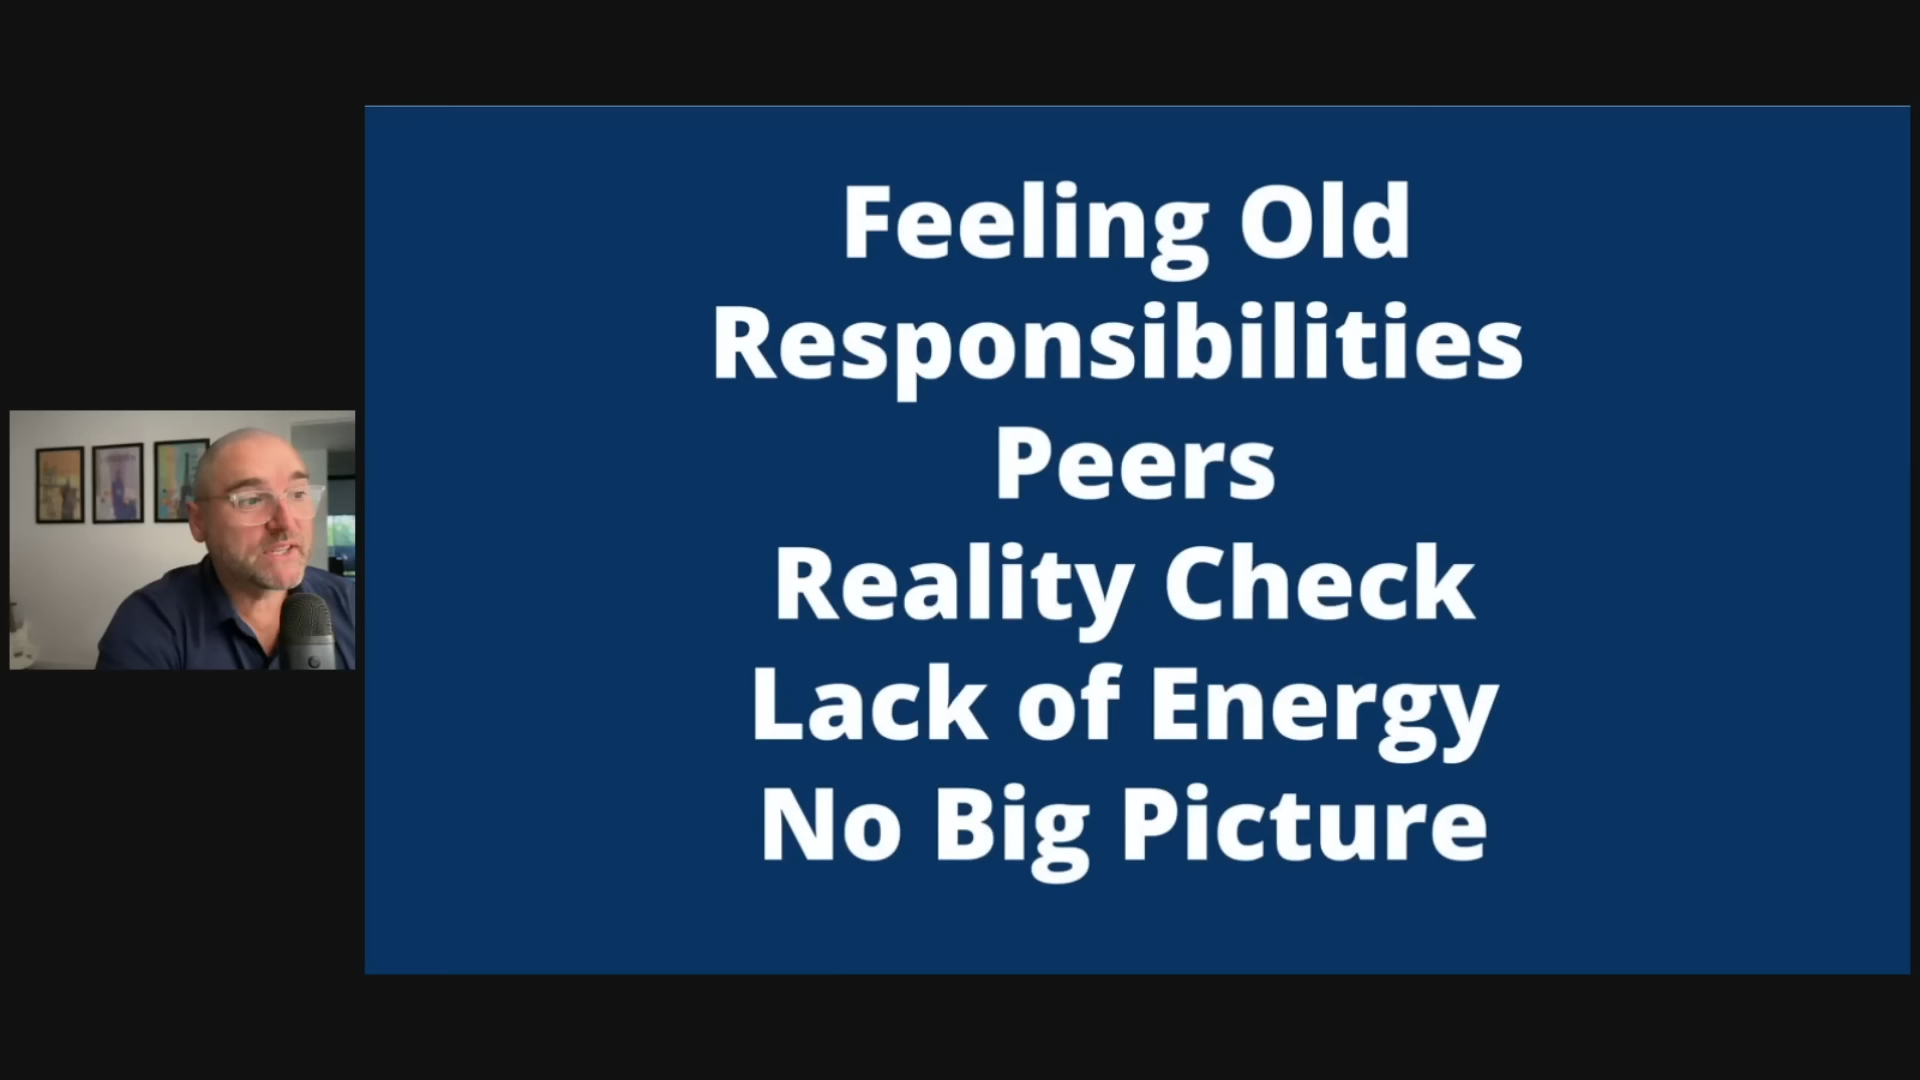 Feeling Old
Responsibilities
Peers
Reality Check
Lack of Energy
No Big Picture